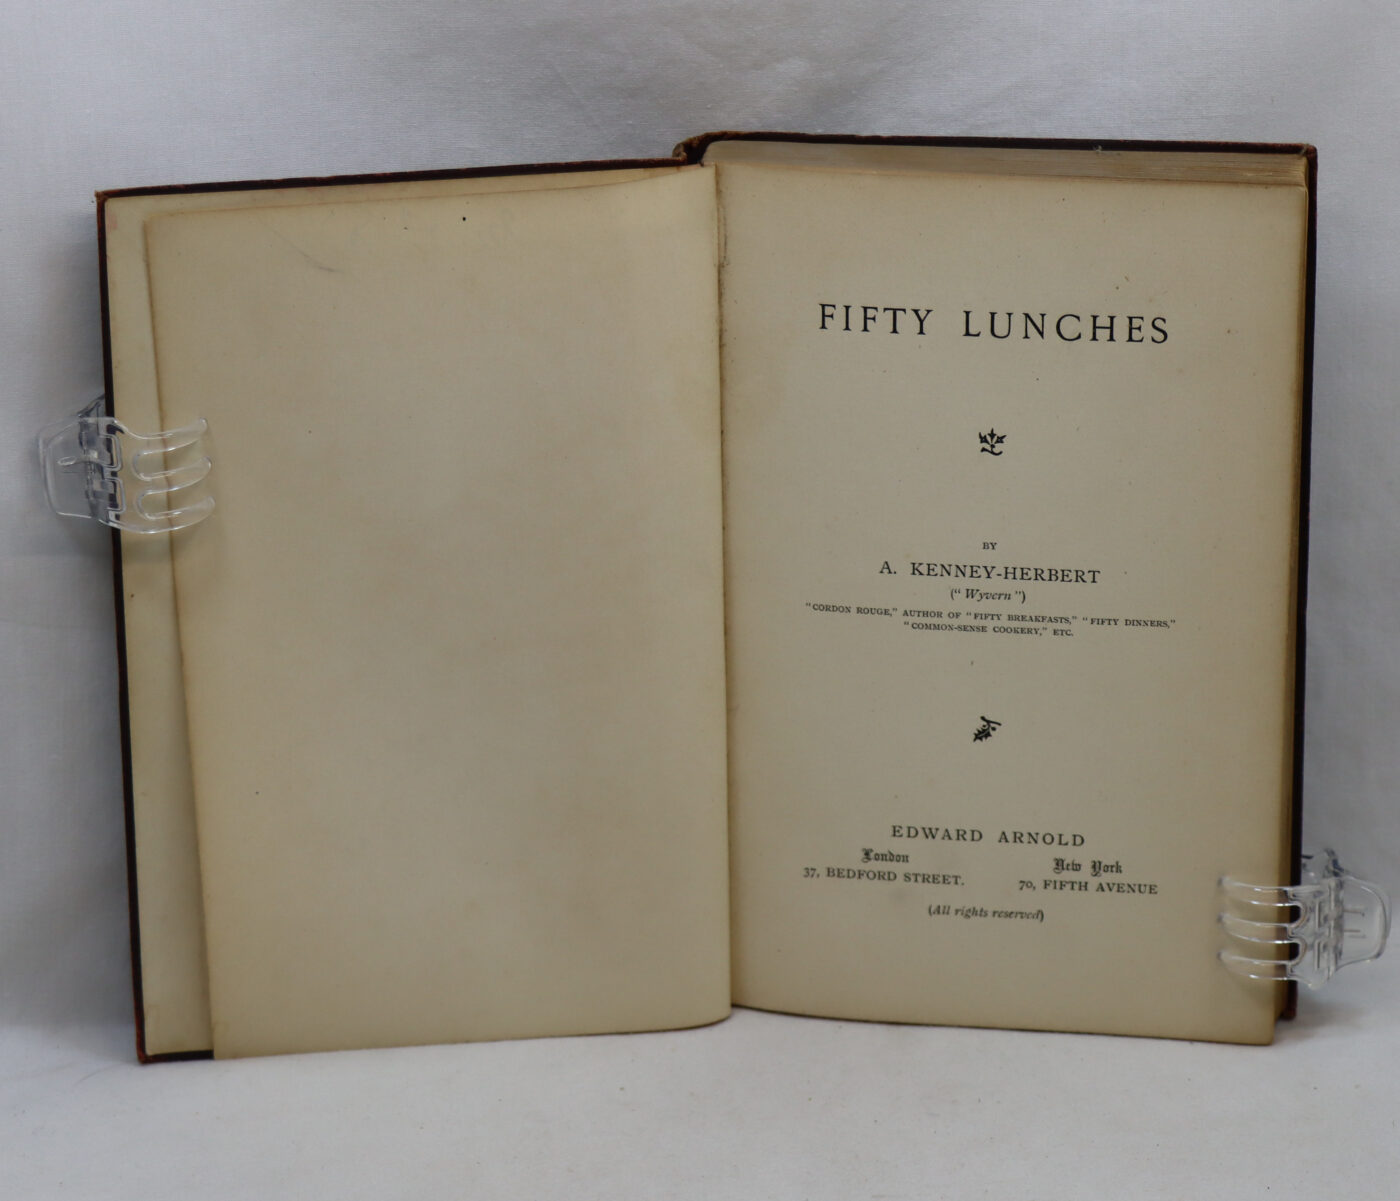 FIFTY LUNCHES
BY
A. KENNEY-HERBERT
(“Wyvern”)
“CORDON ROUGE,” AUTHOR OF “FIFTY BREAKFASTS,” “FIFTY DINNERS,”
“COMMON-SENSE COOKERY,” ETC.
EDWARD ARNOLD
London New York
37, BEDFORD STREET. 70, FIFTH AVENUE
(All rights reserved)